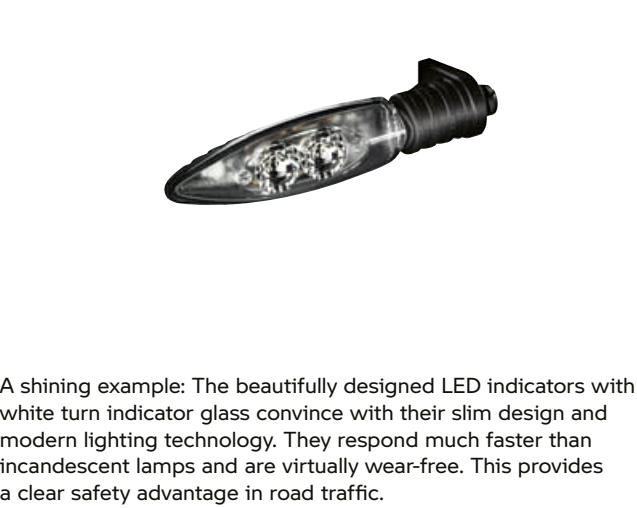 A shining example: The beautifully designed LED indicators with
white turn indicator glass convince with their slim design and
modern lighting technology. They respond much faster than
incandescent lamps and are virtually wear-free. This provides
a clear safety advantage in road traffic.